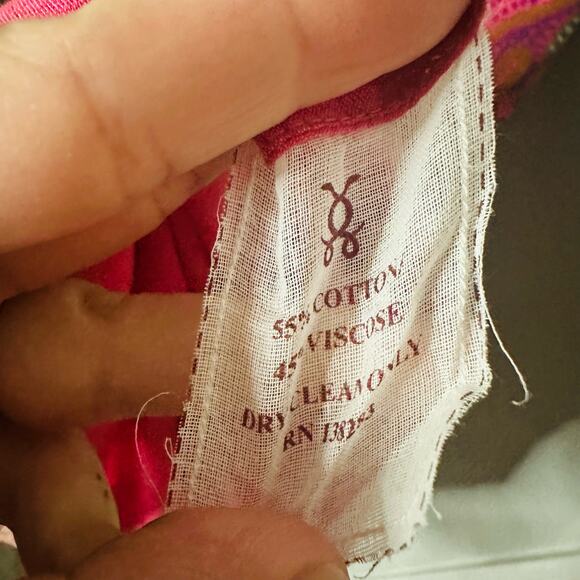 55% COTTON
45% VISCOSE
DRY CLEAN ONLY
RN